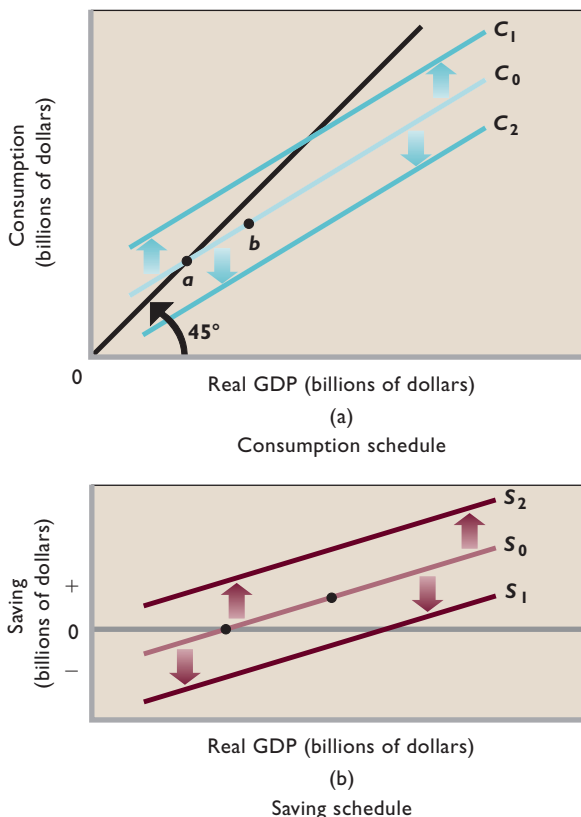 Consumption
(billions of dollars)
C1
C0
C2
b
a
45°
0
Real GDP (billions of dollars)
(a)
Consumption schedule
Saving
(billions of dollars)
S2
S0
S1
+
0
−
Real GDP (billions of dollars)
(b)
Saving schedule